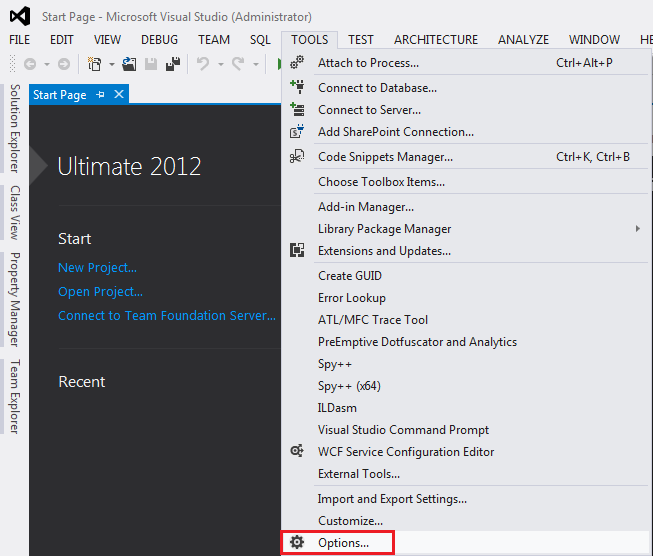 Start Page - Microsoft Visual Studio (Administrator)
FILE EDIT VIEW DEBUG TEAM SQL TOOLS TEST ARCHITECTURE ANALYZE WINDOW
Start Page
Solution Explorer
Class View
Property Manager
Team Explorer
Ultimate 2012
Start
New Project...
Open Project...
Connect to Team Foundation Server...
Recent
Attach to Process... Ctrl+Alt+P
Connect to Database...
Connect to Server...
Add SharePoint Connection...
Code Snippets Manager... Ctrl+K, Ctrl+B
Choose Toolbox Items...
Add-in Manager...
Library Package Manager
Extensions and Updates...
Create GUID
Error Lookup
ATL/MFC Trace Tool
PreEmptive Dotfuscator and Analytics
Spy++
Spy++ (x64)
ILDasm
Visual Studio Command Prompt
WCF Service Configuration Editor
External Tools...
Import and Export Settings...
Customize...
Options...